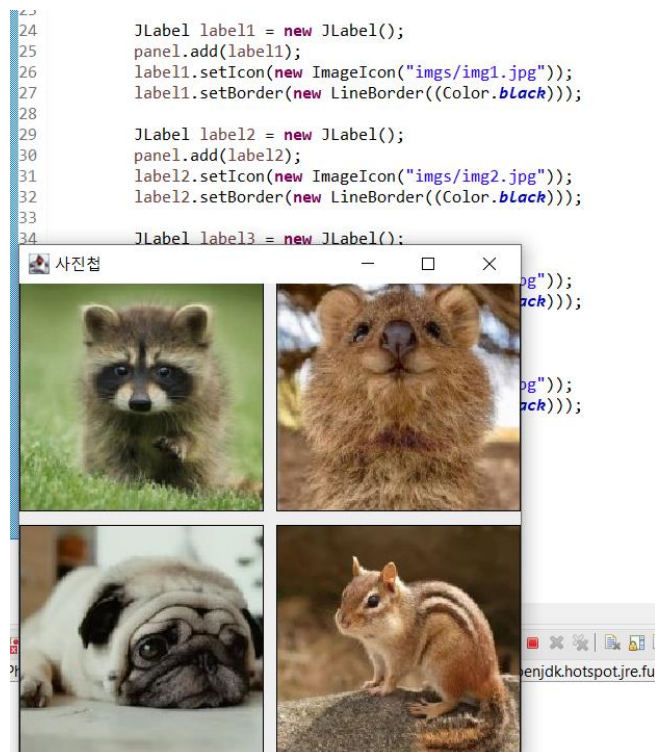 24 JLabel label1 = new JLabel();
25 panel.add(label1);
26 label1.setIcon(new ImageIcon("imgs/img1.jpg"));
27 label1.setBorder(new LineBorder((Color.black)));
28
29 JLabel label2 = new JLabel();
30 panel.add(label2);
31 label2.setIcon(new ImageIcon("imgs/img2.jpg"));
32 label2.setBorder(new LineBorder((Color.black)));
33
34 JLabel label3 = new JLabel();
사진첩
pg"));
ack)));
pg"));
ack)));
penjdk.hotspot.jre.fu